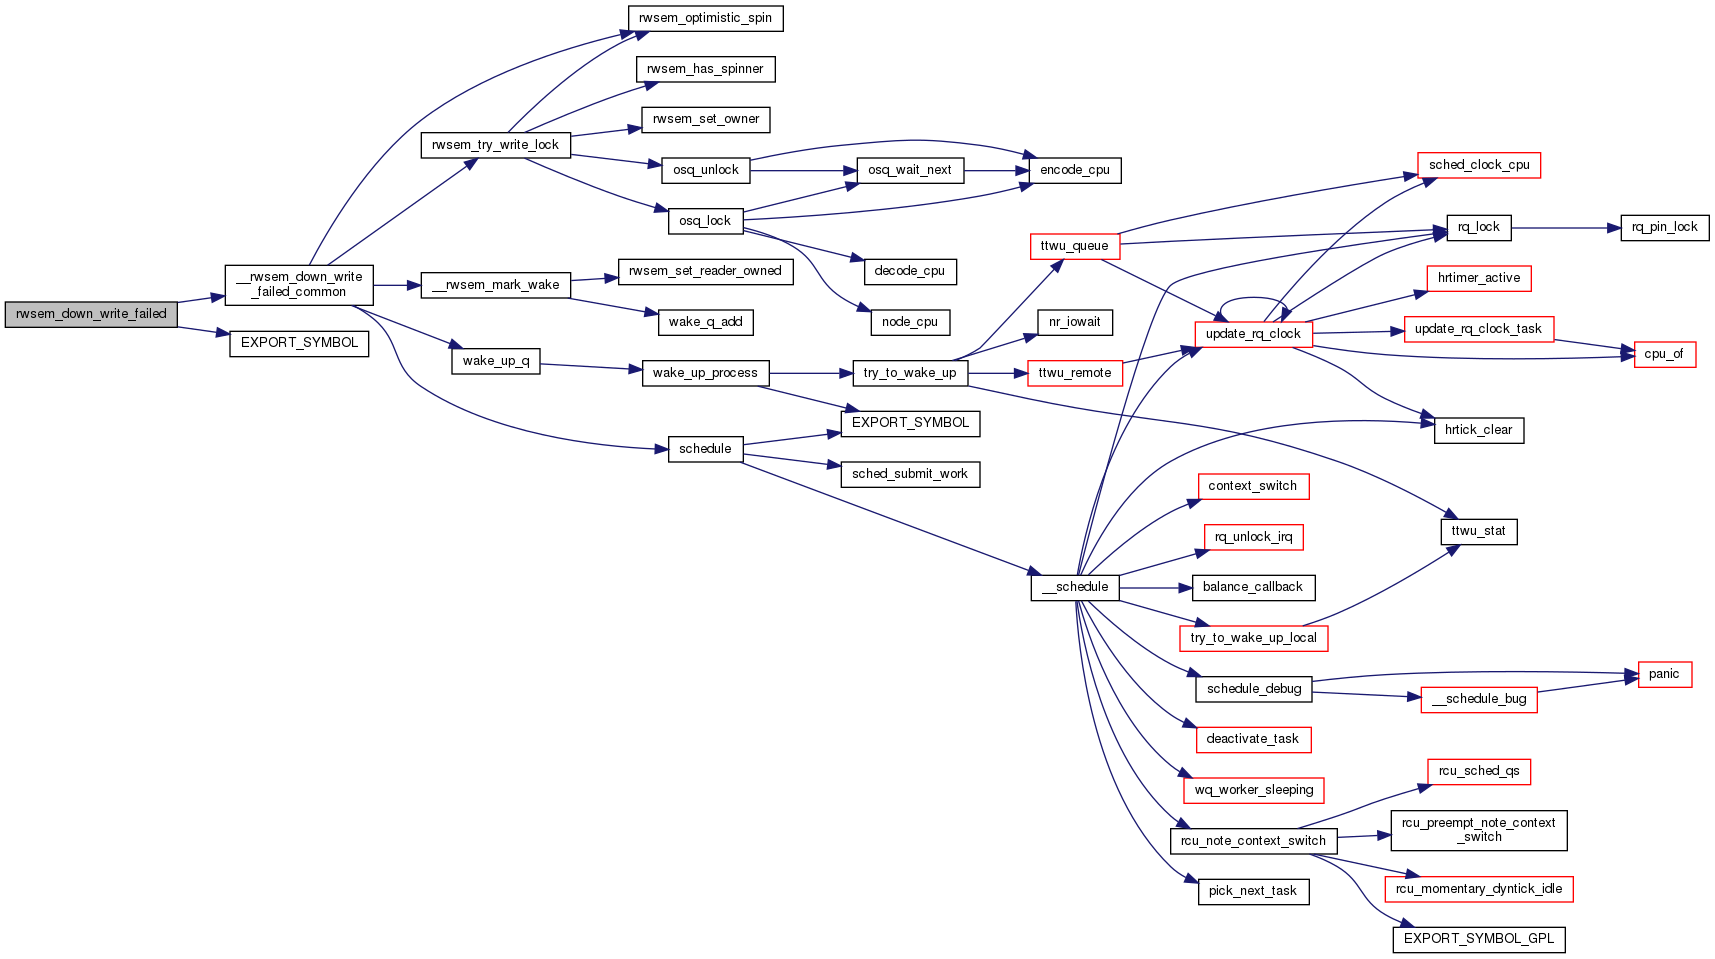 rwsem_down_write_failed
__rwsem_down_write
_failed_common
EXPORT_SYMBOL
rwsem_try_write_lock
__rwsem_mark_wake
wake_up_q
schedule
rwsem_optimistic_spin
rwsem_has_spinner
rwsem_set_owner
osq_unlock
osq_lock
rwsem_set_reader_owned
wake_q_add
wake_up_process
osq_wait_next
decode_cpu
node_cpu
try_to_wake_up
EXPORT_SYMBOL
sched_submit_work
encode_cpu
ttwu_queue
nr_iowait
ttwu_remote
__schedule
update_rq_clock
context_switch
rq_unlock_irq
balance_callback
try_to_wake_up_local
schedule_debug
deactivate_task
wq_worker_sleeping
rcu_note_context_switch
pick_next_task
sched_clock_cpu
rq_lock
hrtimer_active
update_rq_clock_task
hrtick_clear
ttwu_stat
__schedule_bug
rcu_sched_qs
rcu_preempt_note_context
_switch
rcu_momentary_dyntick_idle
EXPORT_SYMBOL_GPL
rq_pin_lock
cpu_of
panic